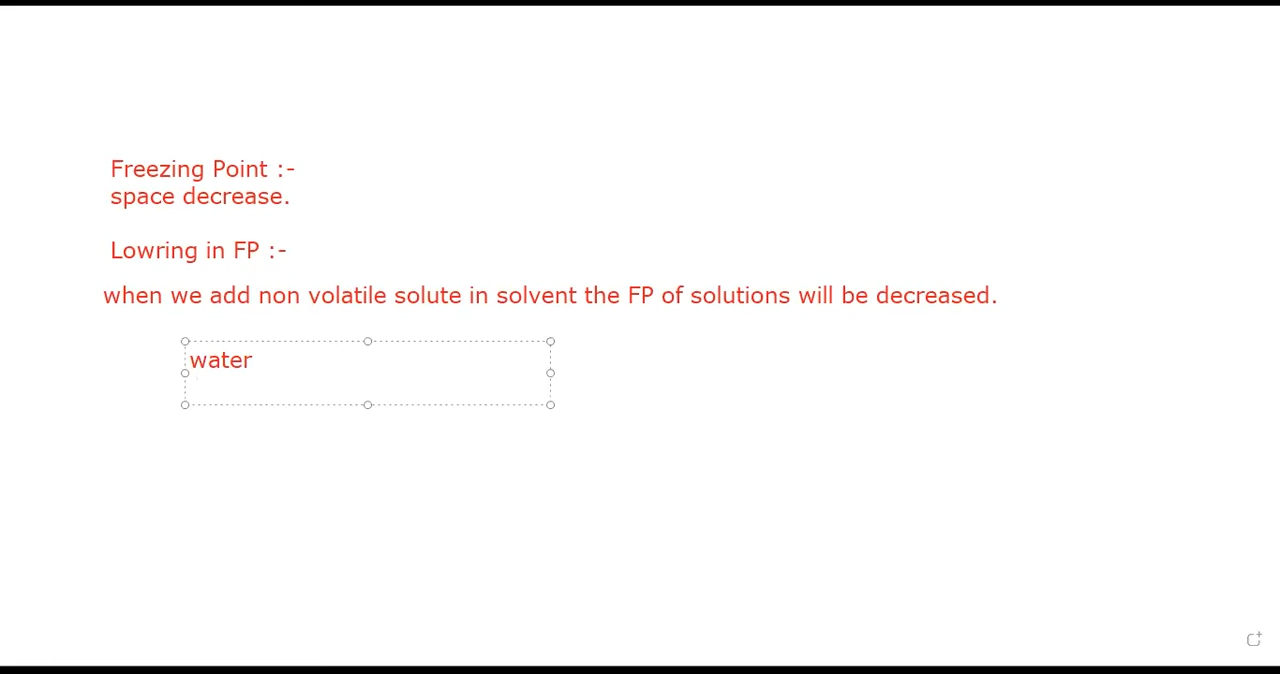 Freezing Point :-
space decrease.
Lowring in FP :-
when we add non volatile solute in solvent the FP of solutions will be decreased.
water